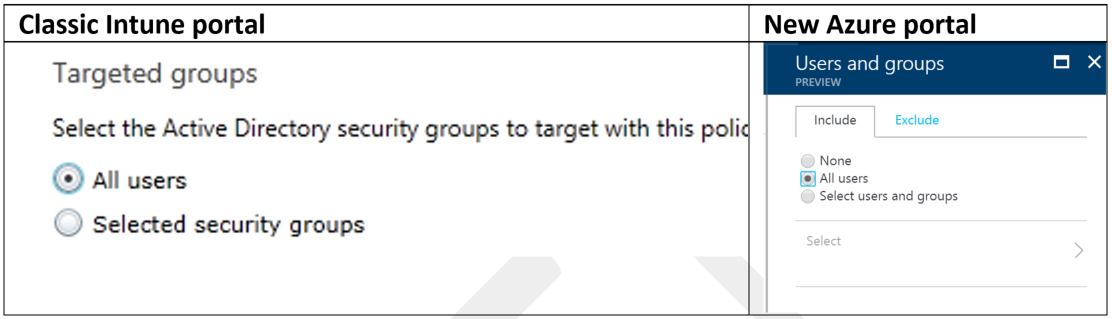 Classic Intune portal
New Azure portal
Targeted groups
Select the Active Directory security groups to target with this
All users
Selected security groups
Users and groups
PREVIEW
Include Exclude
None
All users
Select users and groups
Select